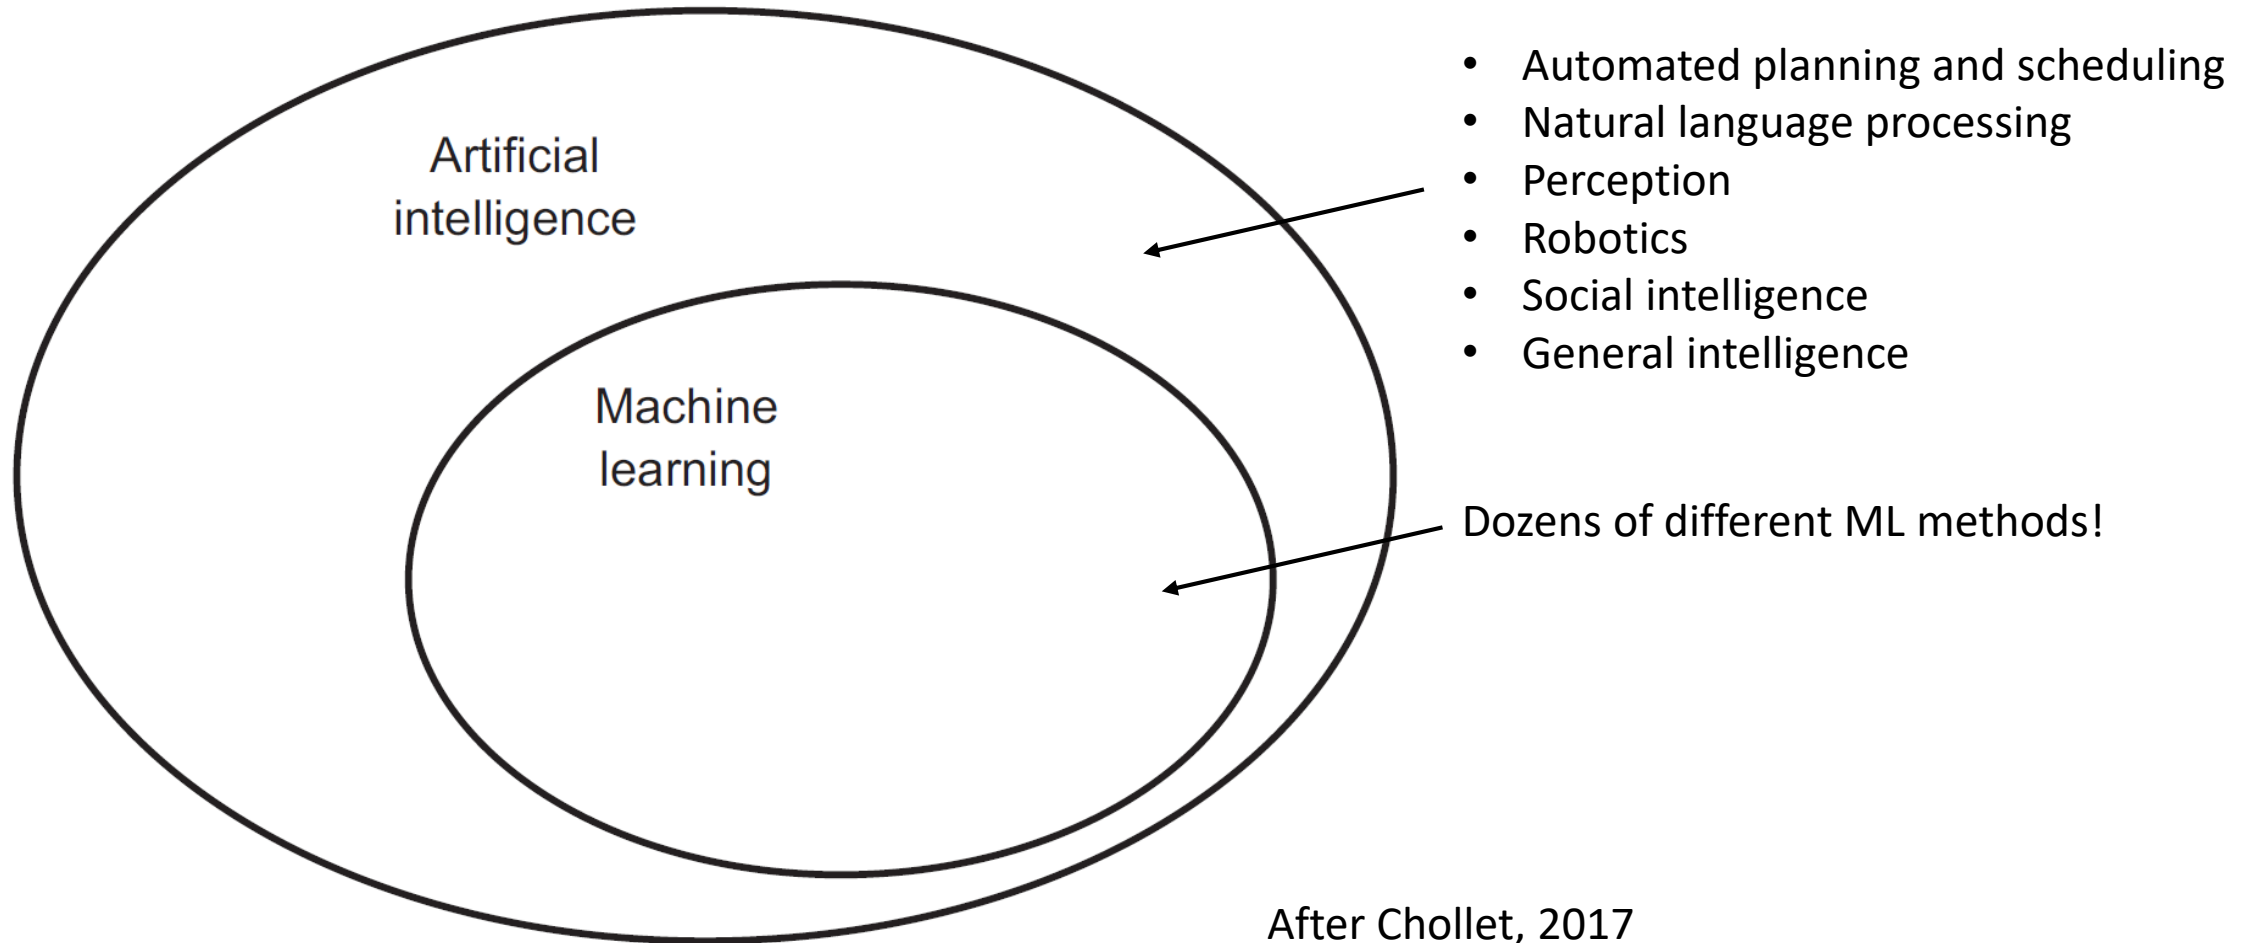 Artificial
intelligence
Machine
learning
• Automated planning and scheduling
• Natural language processing
• Perception
• Robotics
• Social intelligence
• General intelligence
Dozens of different ML methods!
After Chollet, 2017